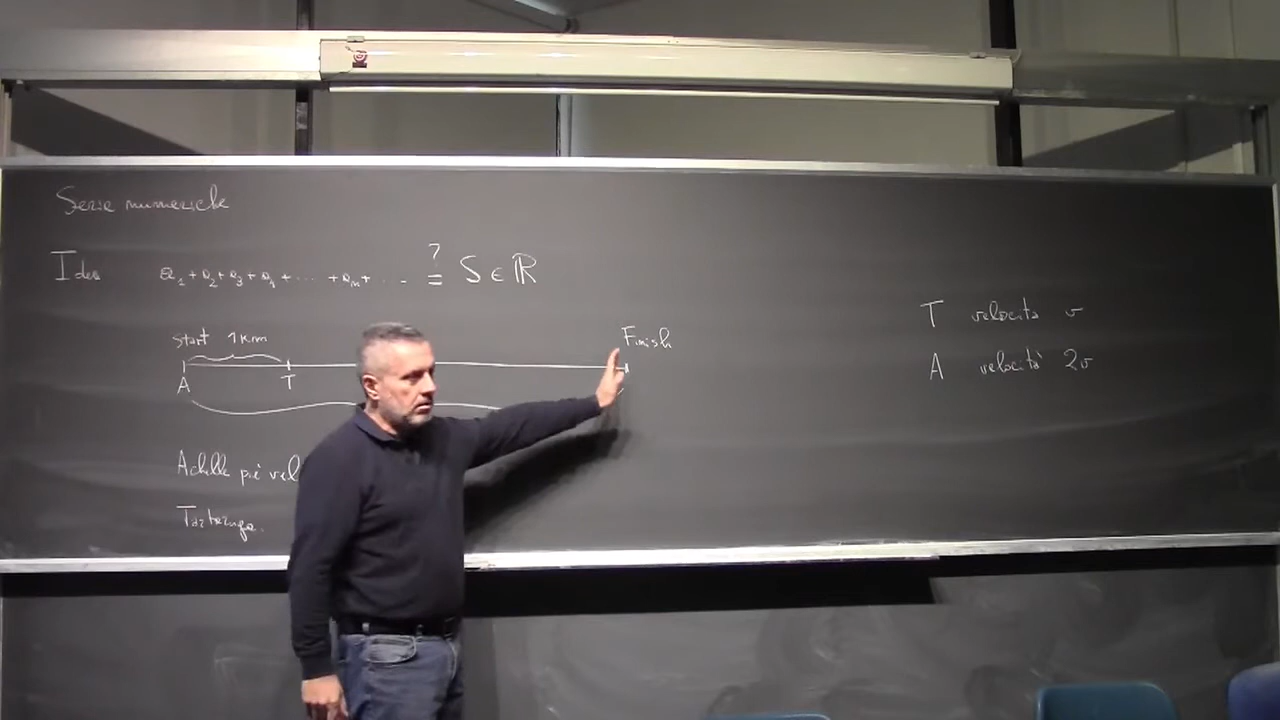 Serie numeriche
Idea a₁ + a₂ + a₃ + a₄ + .... + aₙ + ... ?= S ∈ ℝ
Start 1 Km Finish
A T
Achille più vel
Tartaruga.
T velocità v
A velocità 2v